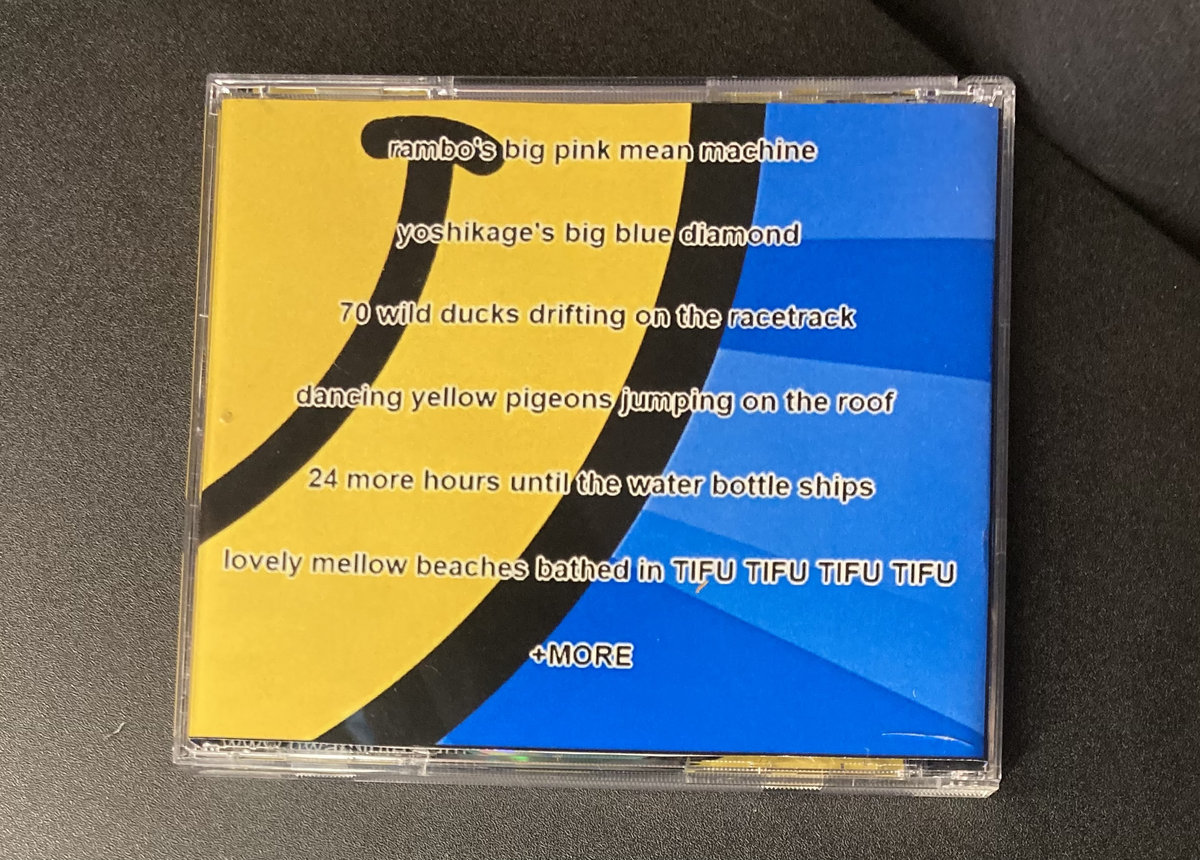 rambo's big pink mean machine
yoshikage's big blue diamond
70 wild ducks drifting on the racetrack
dancing yellow pigeons jumping on the roof
24 more hours until the water bottle ships
lovely mellow beaches bathed in TIFU TIFU TIFU TIFU
+MORE